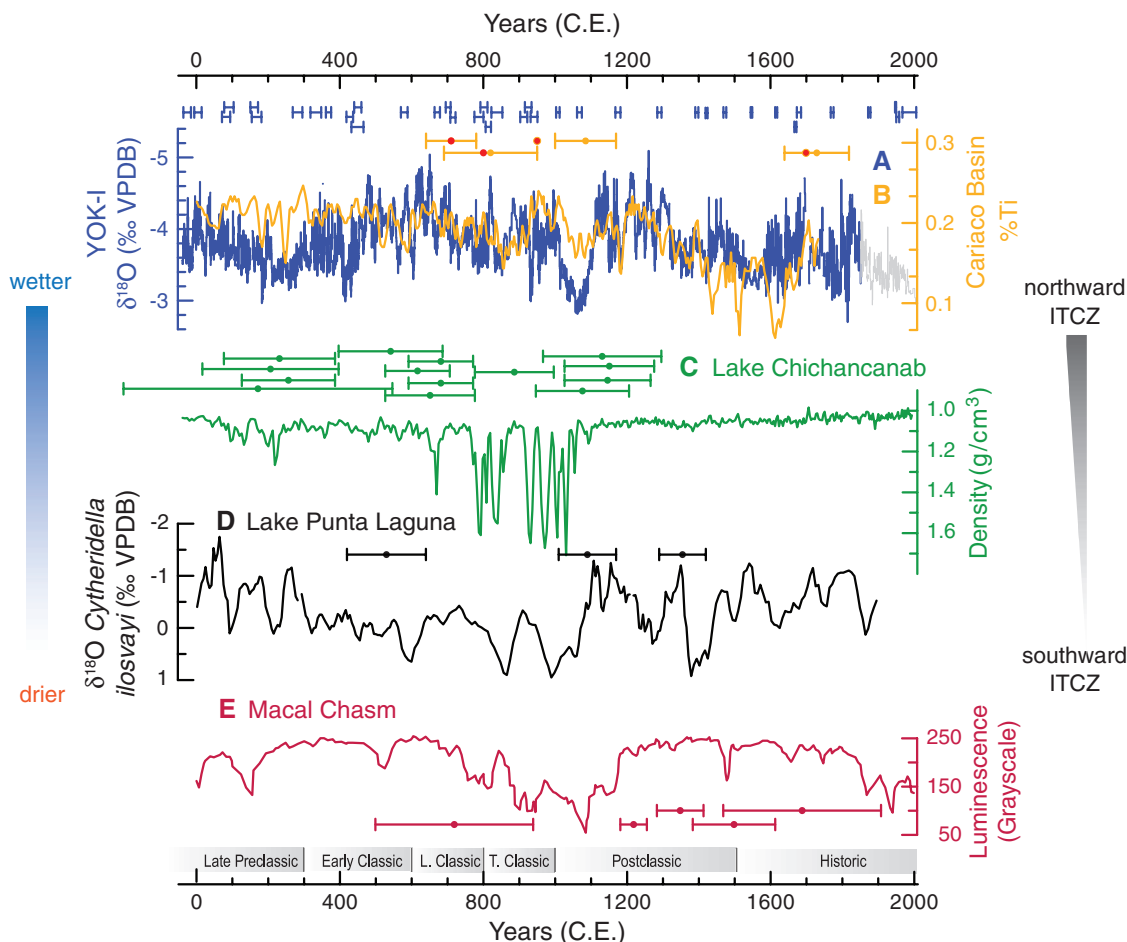 Years (C.E.)
0 400 800 1200 1600 2000
-5
-4
-3
YOK-I
δ18O (‰ VPDB)
A
B
0.3
0.2
0.1
Cariaco Basin
%Ti
wetter
drier
northward
ITCZ
southward
ITCZ
C Lake Chichancanab
1.0
1.2
1.4
1.6
Density (g/cm3)
D Lake Punta Laguna
-2
-1
0
1
δ18O Cytheridella
ilosvayi (‰ VPDB)
E Macal Chasm
250
150
50
Luminescence
(Grayscale)
Late Preclassic Early Classic L. Classic T. Classic Postclassic Historic
0 400 800 1200 1600 2000
Years (C.E.)